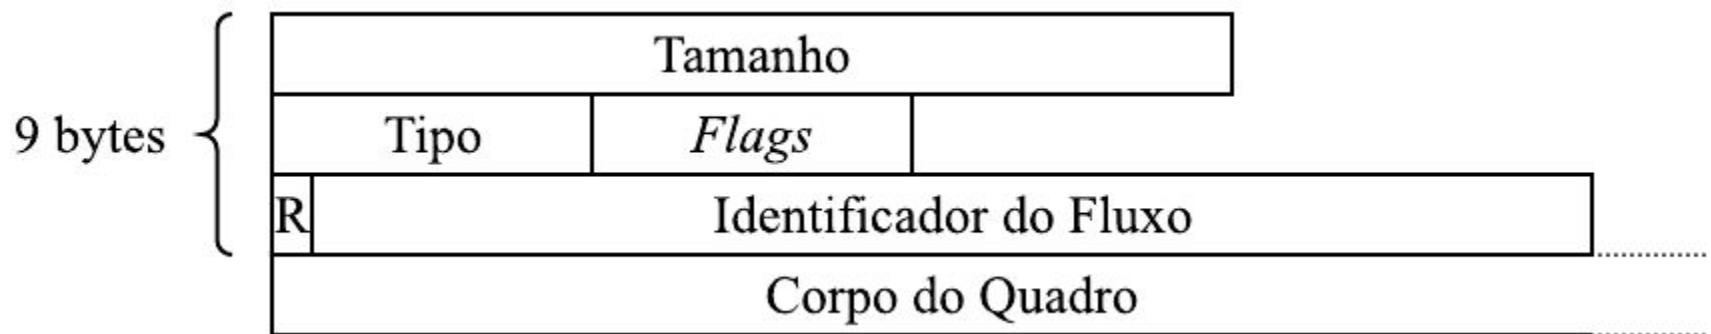 Tamanho
9 bytes
Tipo Flags
R Identificador do Fluxo
Corpo do Quadro